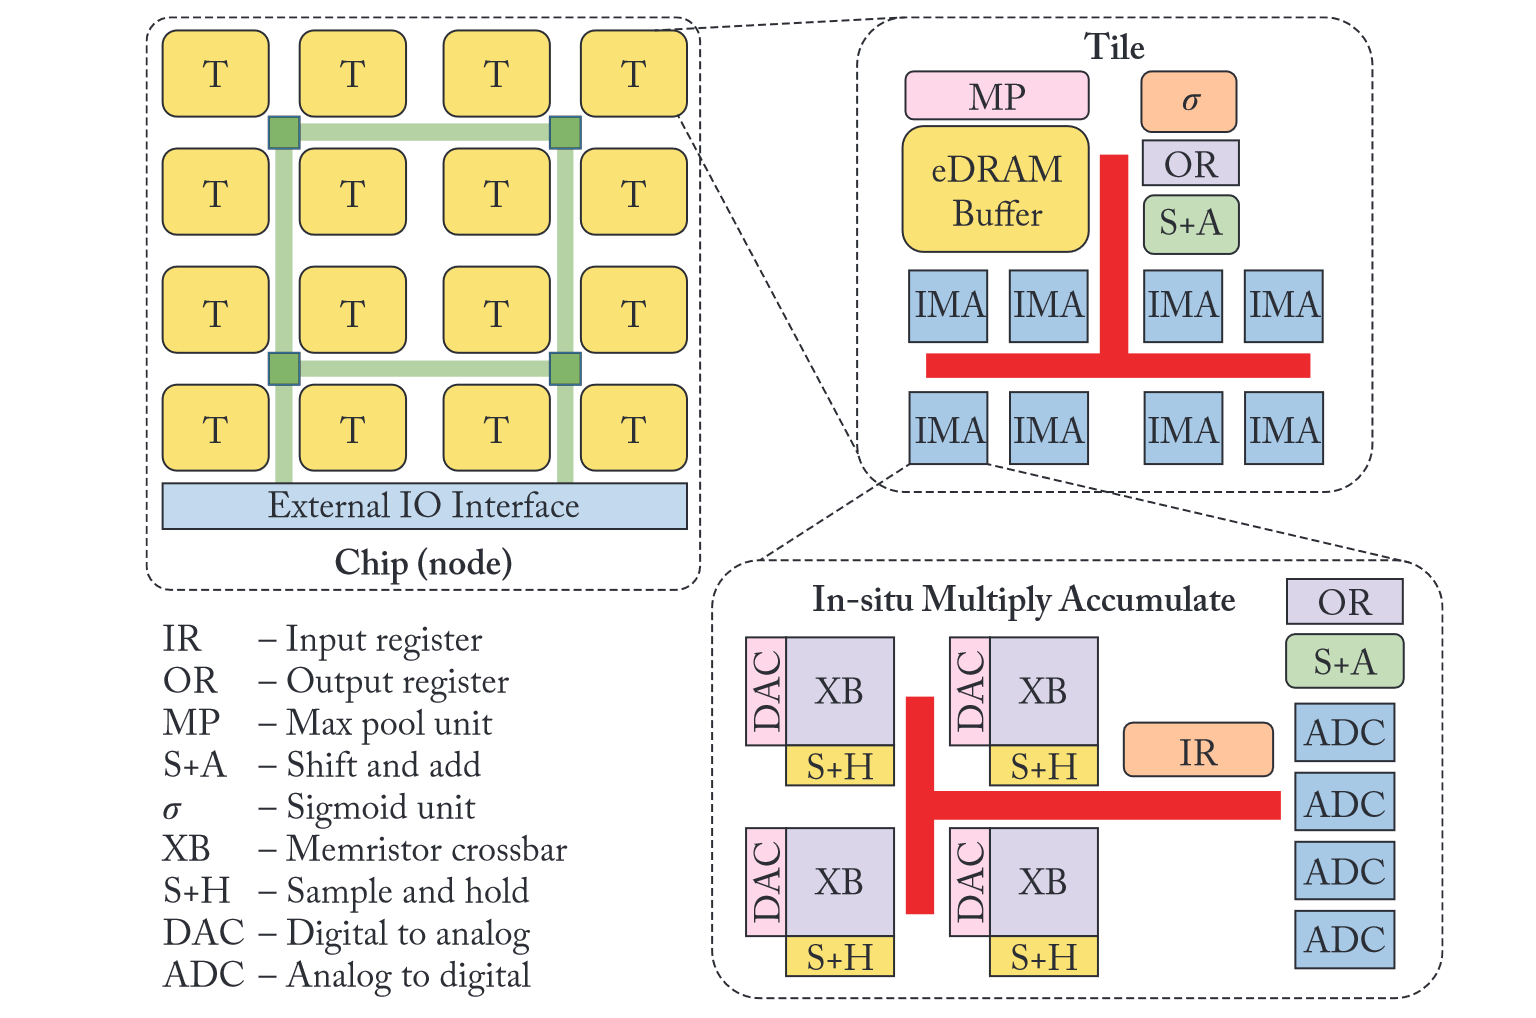 T T T T
T T T T
T T T T
T T T T
External IO Interface
Chip (node)
Tile
MP
σ
eDRAM
Buffer
OR
S+A
IMA IMA IMA IMA
IMA IMA IMA IMA
In-situ Multiply Accumulate
OR
S+A
DAC XB DAC XB
S+H S+H
IR
ADC
ADC
DAC XB DAC XB
S+H S+H
ADC
ADC
IR – Input register
OR – Output register
MP – Max pool unit
S+A – Shift and add
σ – Sigmoid unit
XB – Memristor crossbar
S+H – Sample and hold
DAC – Digital to analog
ADC – Analog to digital